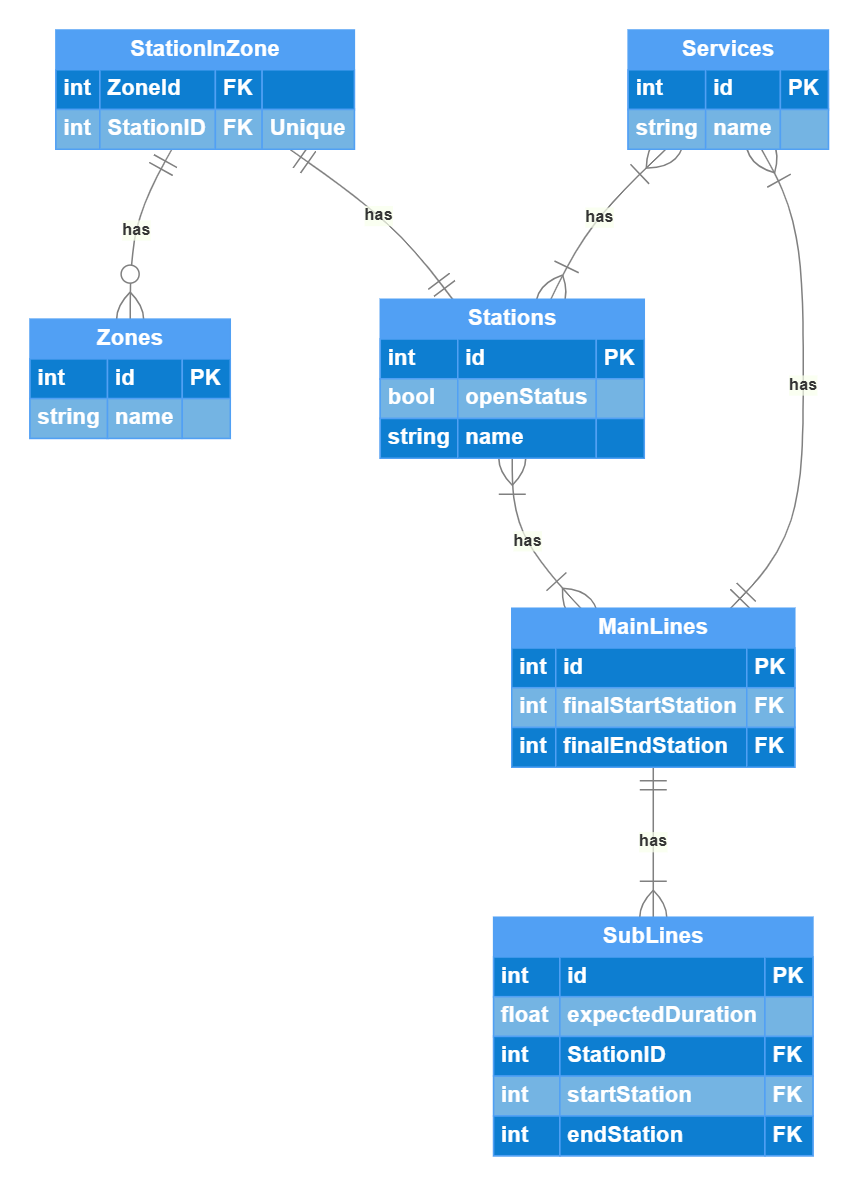 StationInZone
int ZoneId FK
int StationID FK Unique
Services
int id PK
string name
has
has
has
Zones
int id PK
string name
Stations
int id PK
bool openStatus
string name
has
has
MainLines
int id PK
int finalStartStation FK
int finalEndStation FK
has
SubLines
int id PK
float expectedDuration
int StationID FK
int startStation FK
int endStation FK